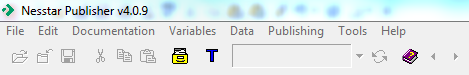 Nesstar Publisher v4.0.9
File Edit Documentation Variables Data Publishing Tools Help
T